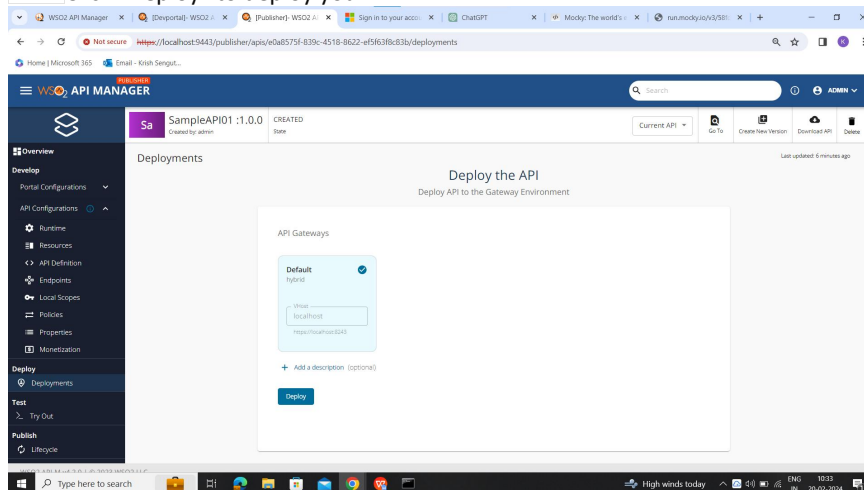 WSO2 API Manager
[Devportal]- WSO2 A
[Publisher]- WSO2 A
Sign in to your acco
ChatGPT
Mocky: The world's
run.mocky.io/v3/58
Not secure https://localhost:9443/publisher/apis/e0a8575f-839c-4518-8622-ef5f63f8c83b/deployments
Home | Microsoft 365 Email - Krish Sengut...
PUBLISHER
WSO2 API MANAGER
Search
ADMIN
Sa
SampleAPI01 :1.0.0
Created by: admin
CREATED
State
Current API
Go To
Create New Version
Download API
Delete
Overview
Develop
Portal Configurations
API Configurations
Runtime
Resources
API Definition
Endpoints
Local Scopes
Policies
Properties
Monetization
Deploy
Deployments
Test
Try Out
Publish
Lifecycle
Deployments
Last updated: 6 minutes ago
Deploy the API
Deploy API to the Gateway Environment
API Gateways
Default
hybrid
VHost
localhost
https://localhost:8243
+ Add a description (optional)
Deploy
Type here to search
High winds today
ENG
IN
10:33
20-02-2024